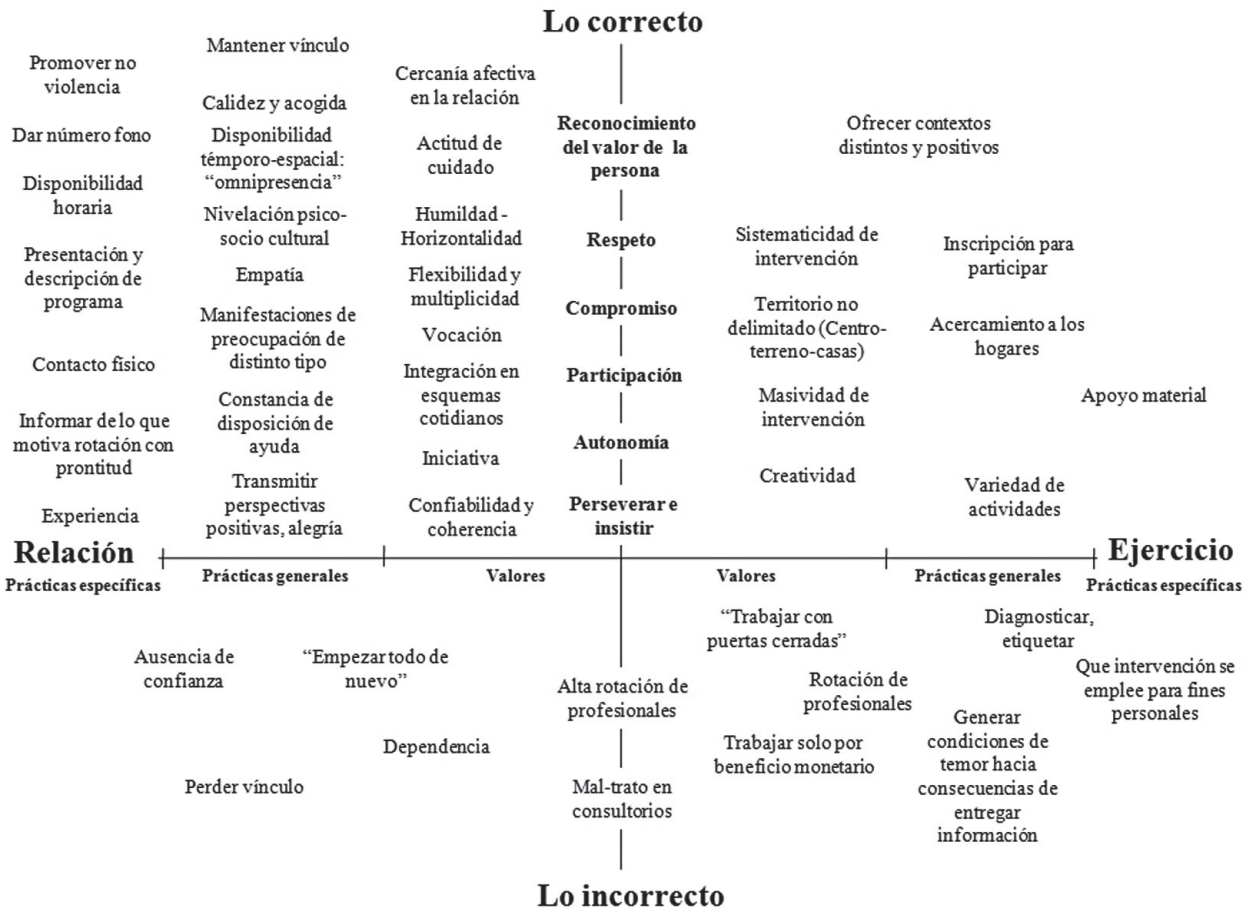 Lo correcto
Promover no
violencia
Dar número fono
Disponibilidad
horaria
Presentación y
descripción de
programa
Contacto físico
Informar de lo que
motiva rotación con
prontitud
Experiencia
Mantener vínculo
Calidez y acogida
Disponibilidad
témporo-espacial:
“omnipresencia”
Nivelación psico-
socio cultural
Empatía
Manifestaciones de
preocupación de
distinto tipo
Constancia de
disposición de
ayuda
Transmitir
perspectivas
positivas, alegría
Cercanía afectiva
en la relación
Actitud de
cuidado
Humildad -
Horizontalidad
Flexibilidad y
multiplicidad
Vocación
Integración en
esquemas
cotidianos
Iniciativa
Confiabilidad y
coherencia
Reconocimiento
del valor de la
persona
Respeto
Compromiso
Participación
Autonomía
Perseverar e
insistir
Ofrecer contextos
distintos y positivos
Sistematicidad de
intervención
Territorio no
delimitado (Centro-
terreno-casas)
Masividad de
intervención
Creatividad
Inscripción para
participar
Acercamiento a los
hogares
Variedad de
actividades
Apoyo material
Relación
Ejercicio
Prácticas específicas
Prácticas generales
Valores
Valores
Prácticas generales
Prácticas específicas
Ausencia de
confianza
“Empezar todo de
nuevo”
Dependencia
Perder vínculo
Alta rotación de
profesionales
Mal-trato en
consultorios
“Trabajar con
puertas cerradas”
Rotación de
profesionales
Trabajar solo por
beneficio monetario
Diagnosticar,
etiquetar
Generar
condiciones de
temor hacia
consecuencias de
entregar
información
Que intervención se
emplee para fines
personales
Lo incorrecto